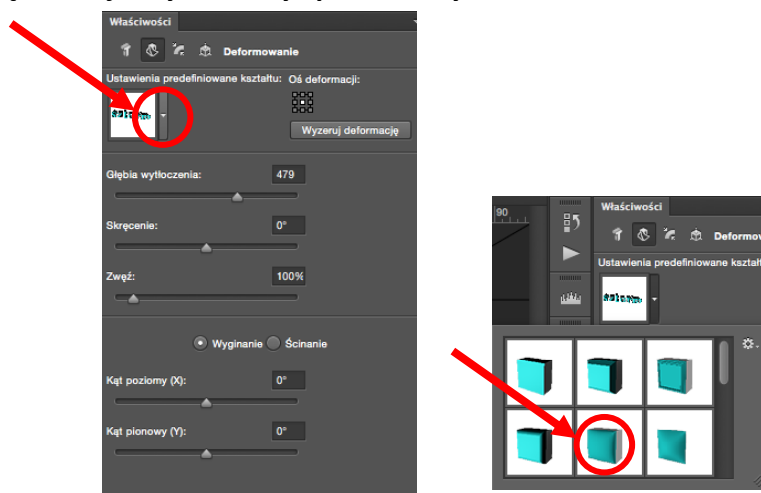 Właściwości
Deformowanie
Ustawienia predefiniowane kształtu: Oś deformacji:
Wyzeruj deformację
Głębia wytłoczenia: 479
Skręcenie: 0°
Zwęź: 100%
Wyginanie Ścinanie
Kąt poziomy (X): 0°
Kąt pionowy (Y): 0°
90
Właściwości
Deformow
Ustawienia predefiniowane kształt